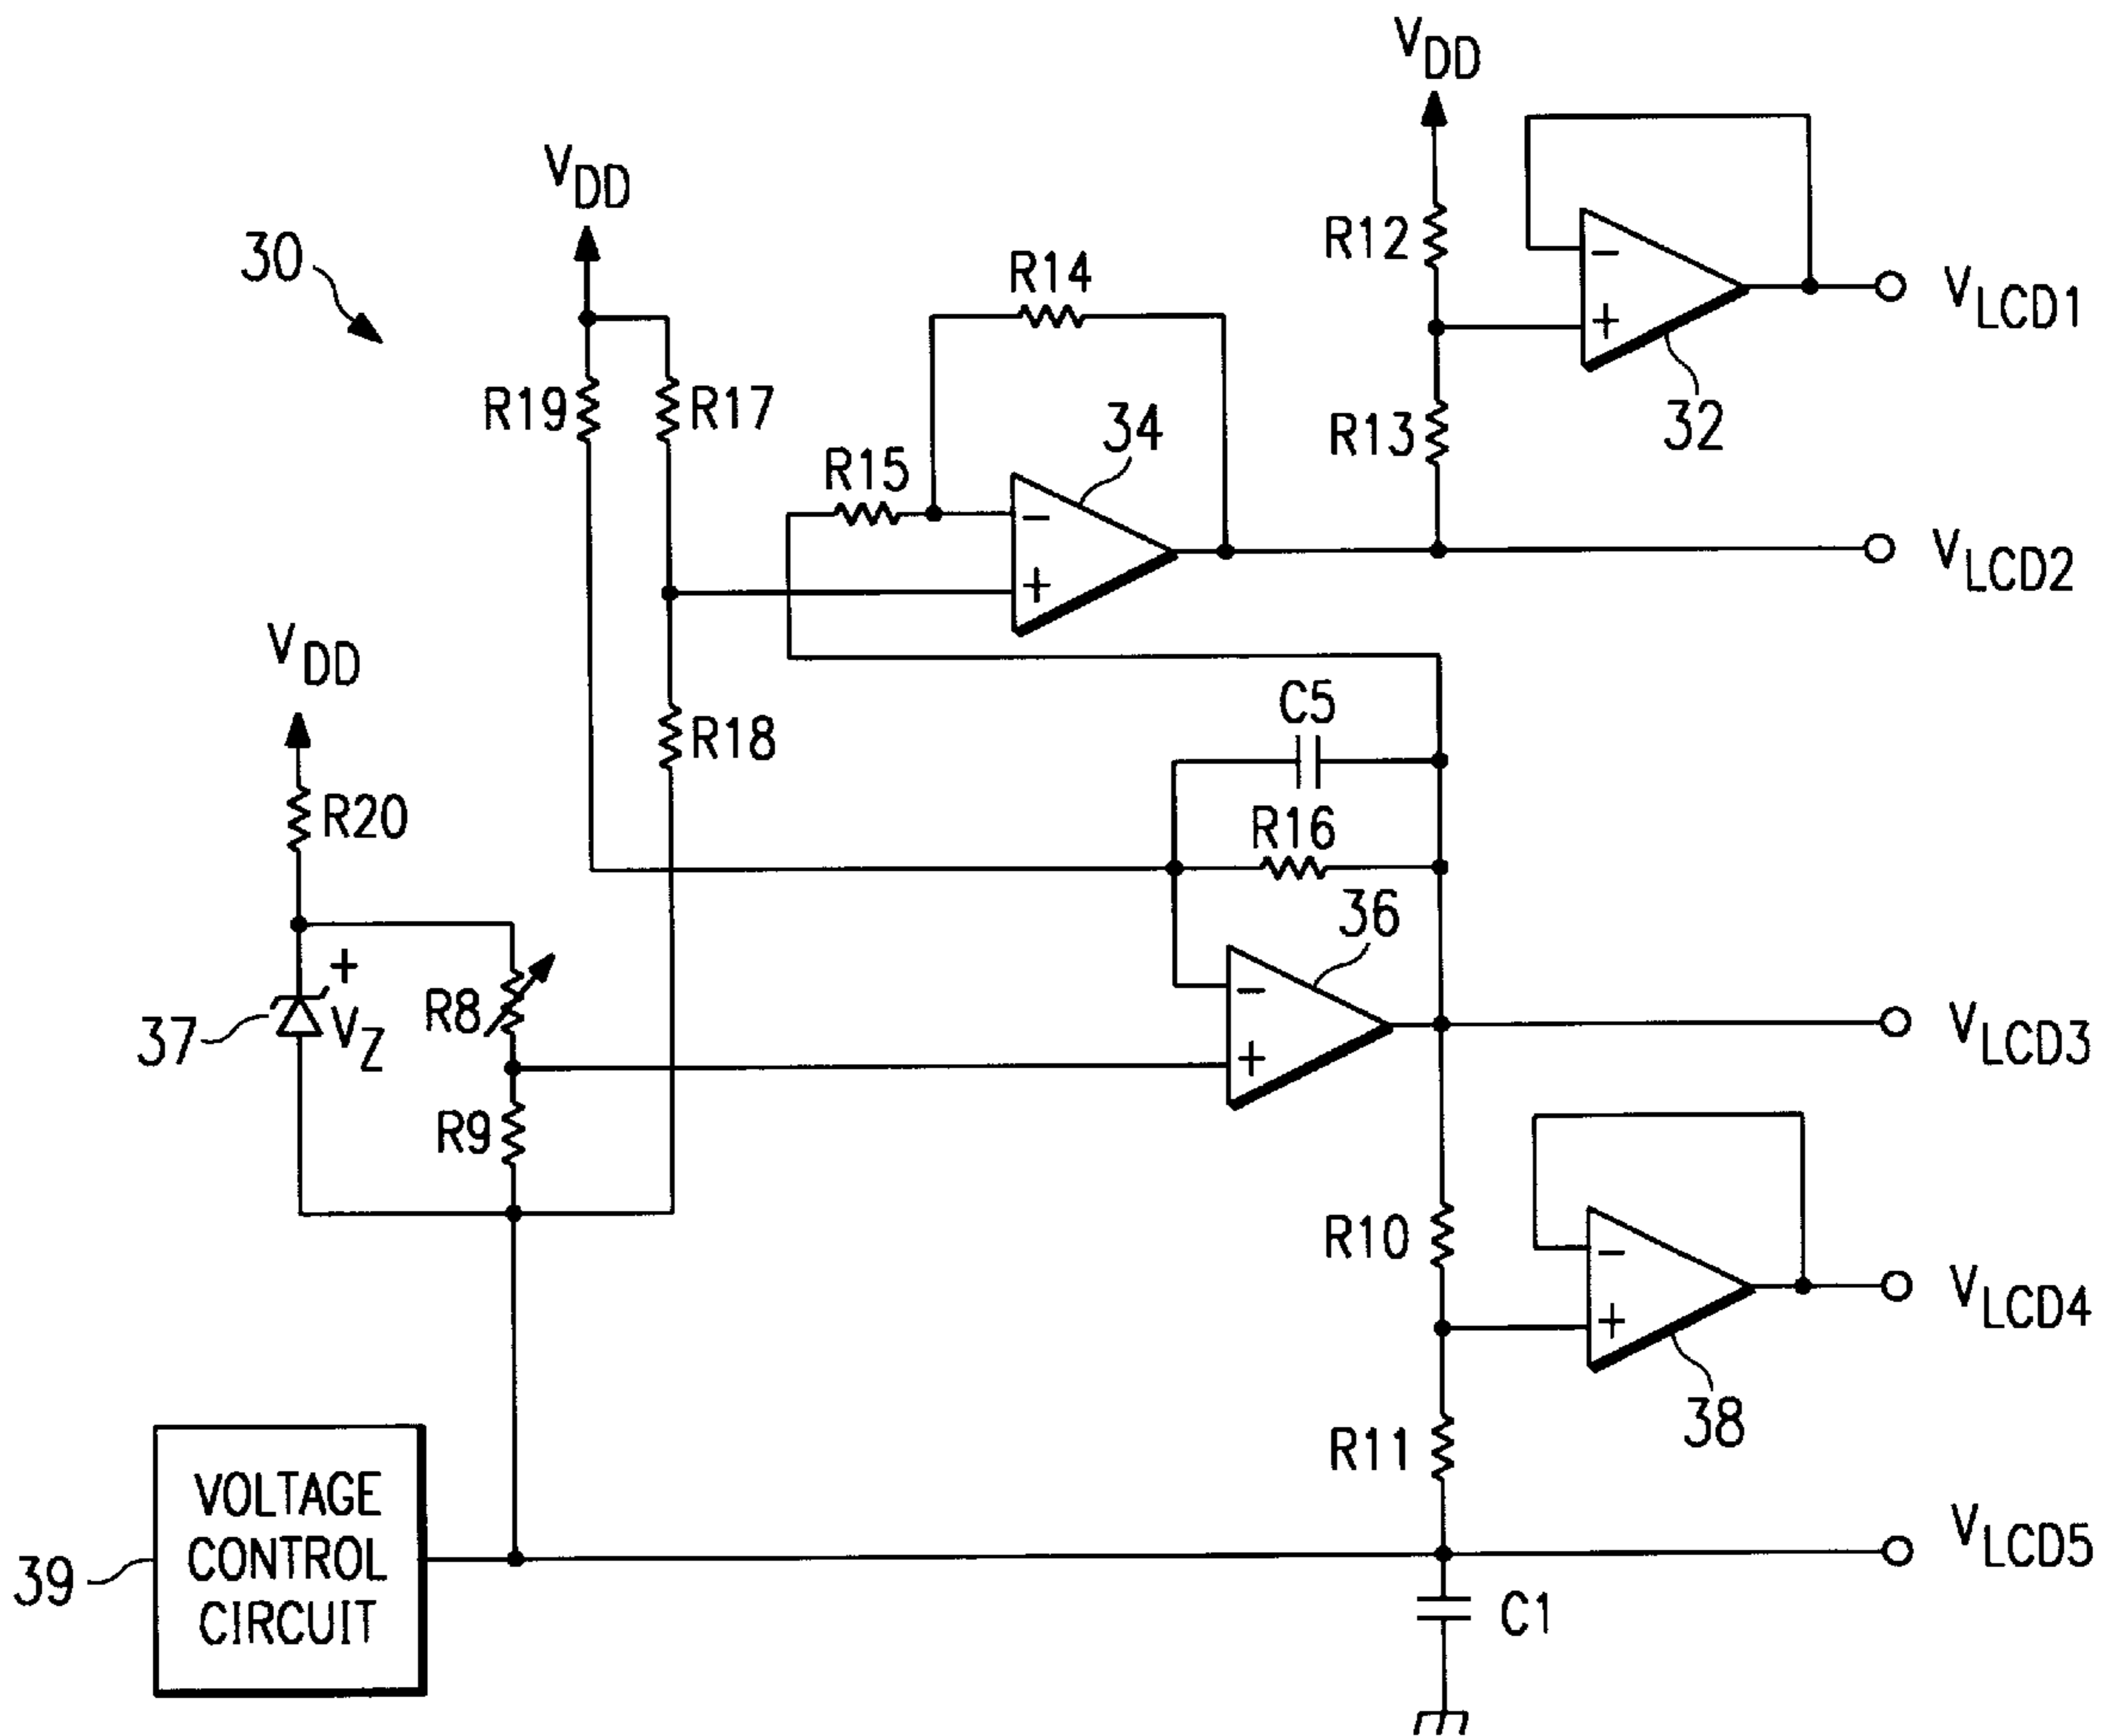 VDD
VDD
30
R12
-
+
VLCD1
R14
R19
R17
R13
32
34
R15
-
+
VLCD2
VDD
C5
R18
R20
R16
36
+
R8
-
+
VLCD3
37
VZ
R9
R10
-
+
VLCD4
38
R11
VOLTAGE
CONTROL
CIRCUIT
39
VLCD5
C1